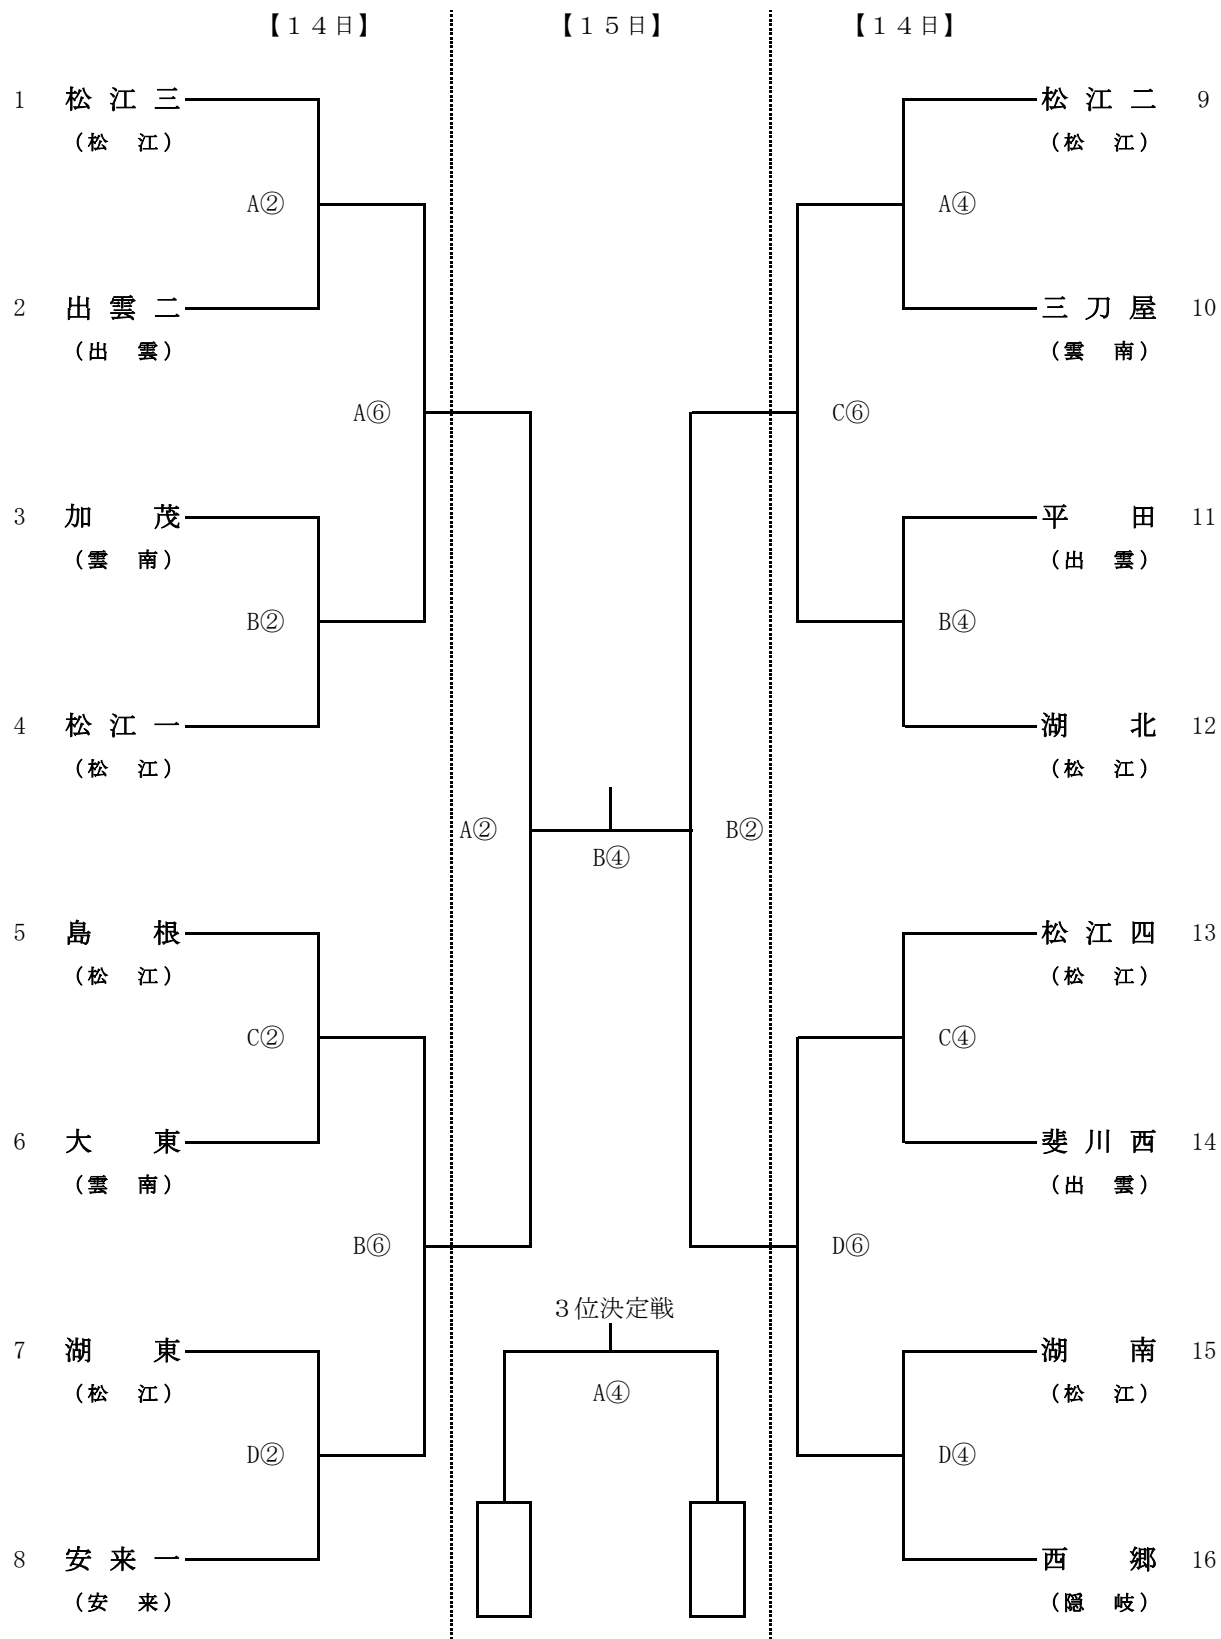 【１４日】 【１５日】 【１４日】
1 松江三 松江二 9
（松 江） （松 江）
A② A④
2 出雲二 三刀屋 10
（出 雲） （雲 南）
A⑥ C⑥
3 加 茂 平 田 11
（雲 南） （出 雲）
B② B④
4 松江一 湖 北 12
（松 江） （松 江）
A② B②
B④
5 島 根 松江四 13
（松 江） （松 江）
C② C④
6 大 東 斐川西 14
（雲 南） （出 雲）
B⑥ D⑥
３位決定戦
7 湖 東 湖 南 15
（松 江） A④ （松 江）
D② D④
8 安来一 西 郷 16
（安 来） （隠 岐）